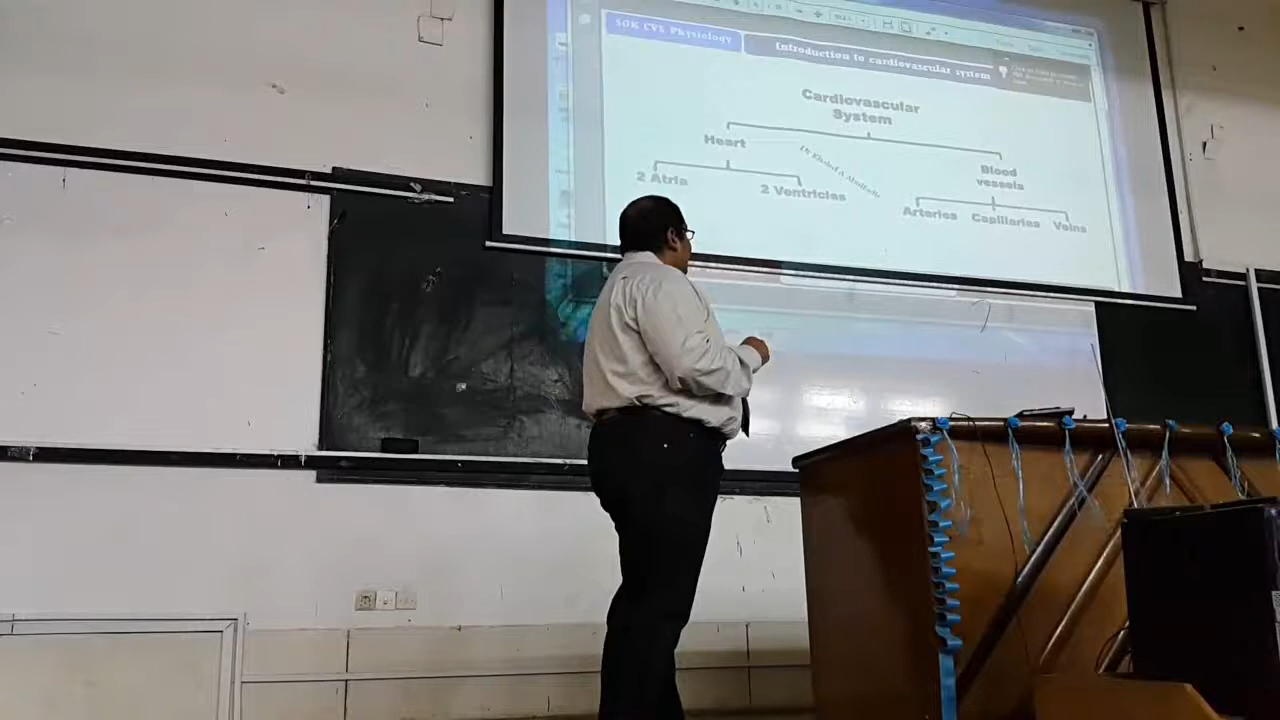 SOK CVS Physiology
Introduction to cardiovascular system
Cardiovascular
System
Heart
Blood
vessels
2 Atria
2 Ventricles
Arteries
Capillaries
Veins